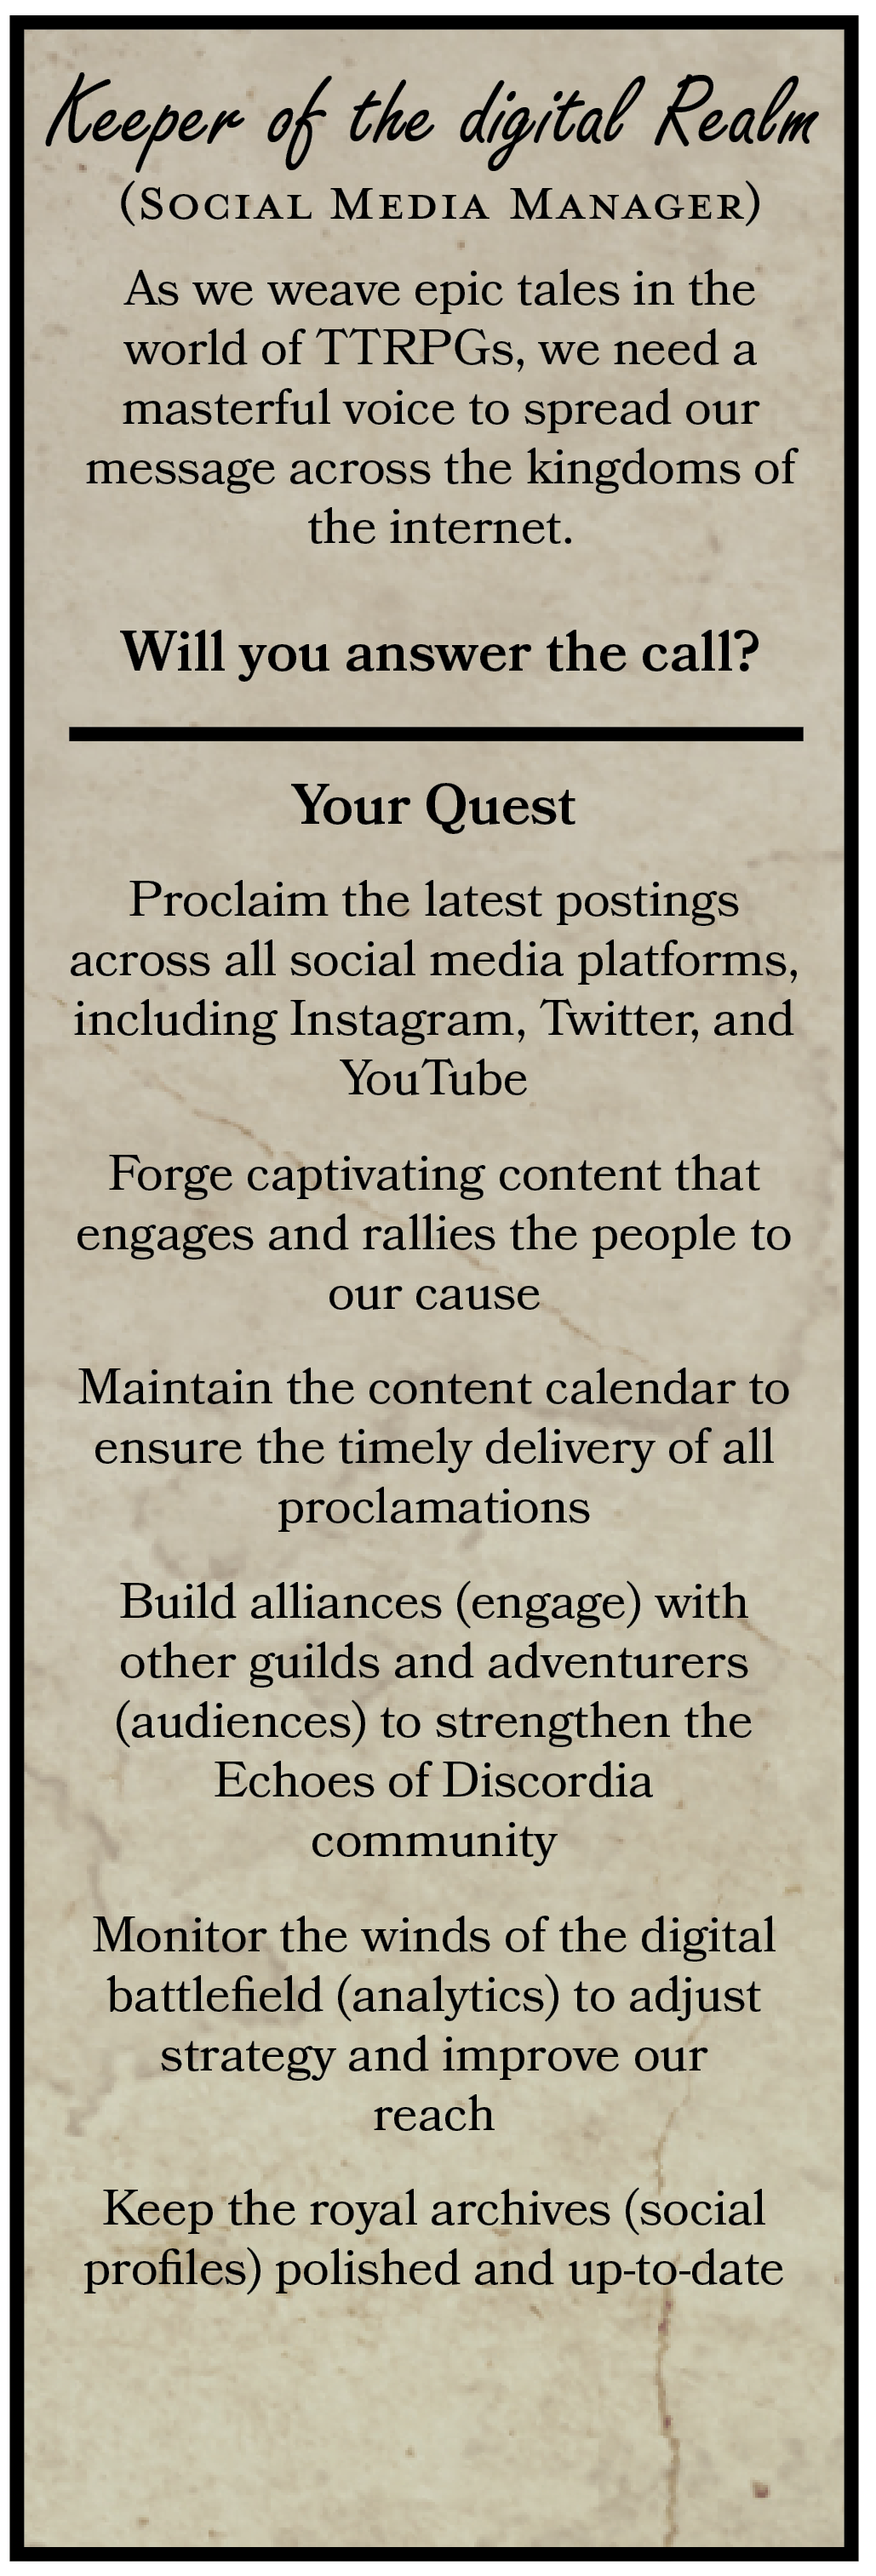 Keeper of the digital Realm
(Social Media Manager)
As we weave epic tales in the
world of TTRPGs, we need a
masterful voice to spread our
message across the kingdoms of
the internet.
Will you answer the call?
Your Quest
Proclaim the latest postings
across all social media platforms,
including Instagram, Twitter, and
YouTube
Forge captivating content that
engages and rallies the people to
our cause
Maintain the content calendar to
ensure the timely delivery of all
proclamations
Build alliances (engage) with
other guilds and adventurers
(audiences) to strengthen the
Echoes of Discordia
community
Monitor the winds of the digital
battlefield (analytics) to adjust
strategy and improve our
reach
Keep the royal archives (social
profiles) polished and up-to-date